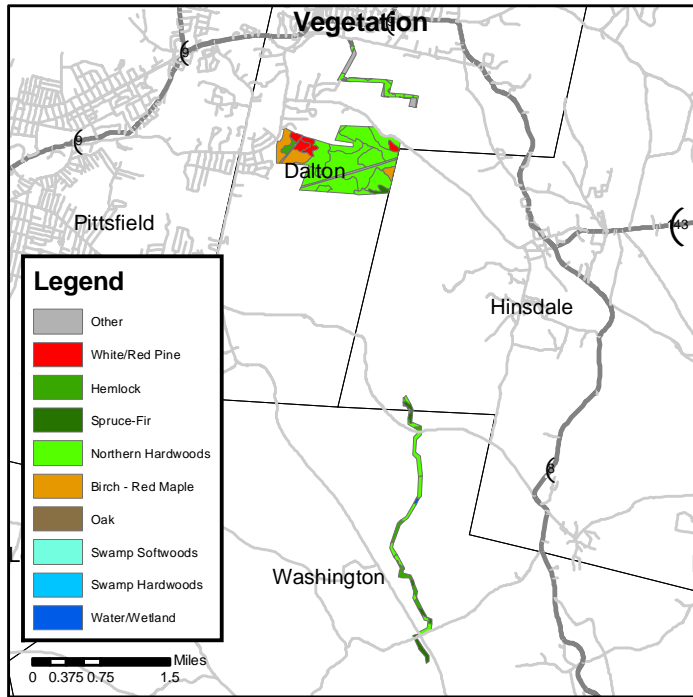 Vegetation
9
9
Dalton
Pittsfield
143
Hinsdale
Legend
Other
White/Red Pine
Hemlock
Spruce-Fir
Northern Hardwoods
Birch - Red Maple
Oak
Swamp Softwoods
Swamp Hardwoods
Water/Wetland
8
Washington
Miles
0 0.375 0.75 1.5